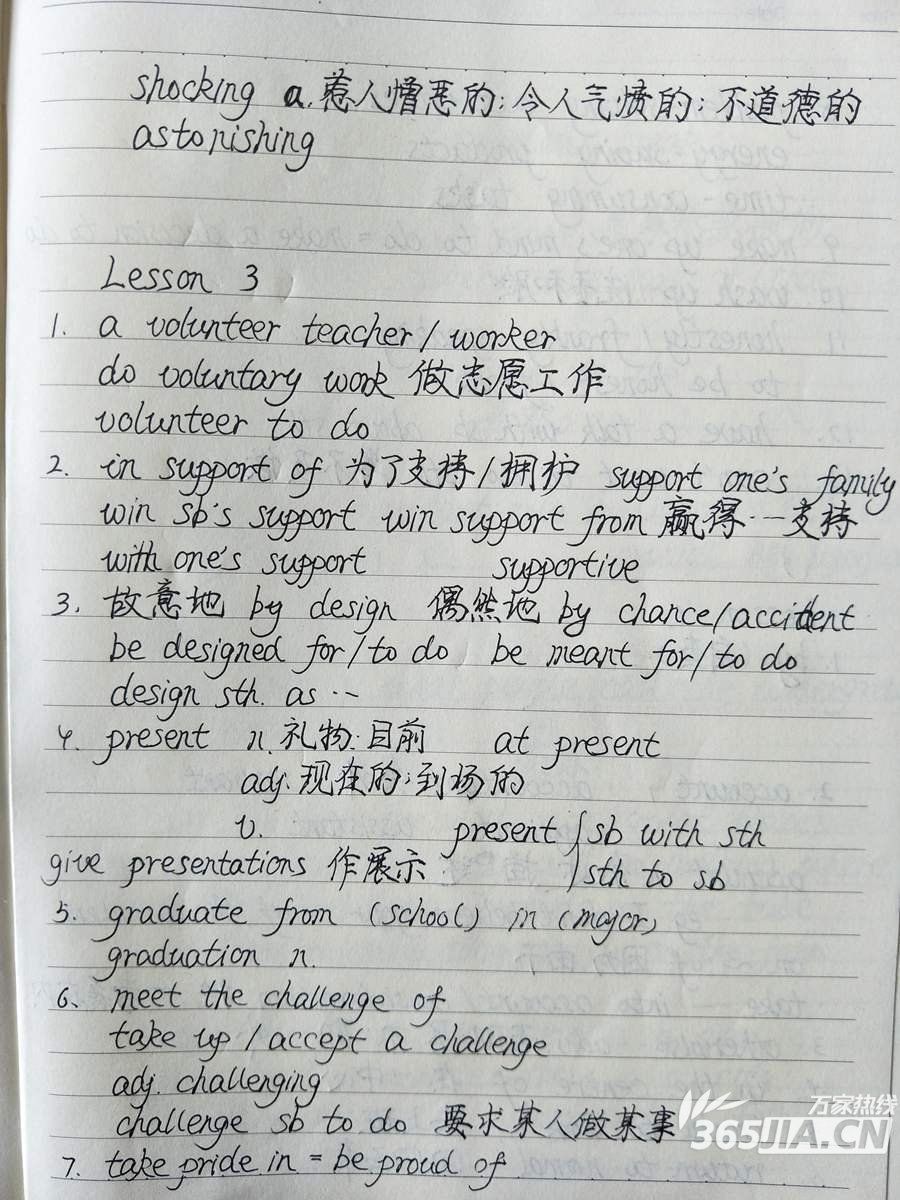 shocking a. 惹人憎恶的；令人气愤的；不道德的
astonishing
Lesson 3
1. a volunteer teacher / worker
do voluntary work 做志愿工作
volunteer to do
2. in support of 为了支持/拥护 support one's family
win sb's support win support from 赢得…支持
with one's support supportive
3. 故意地 by design 偶然地 by chance/accident
be designed for/to do be meant for/to do
design sth. as …
4. present n. 礼物；目前 at present
adj. 现在的；到场的
v. present { sb with sth
give presentations 作展示 sth to sb
5. graduate from (school) in (major)
graduation n.
6. meet the challenge of
take up / accept a challenge
adj. challenging
challenge sb to do 要求某人做某事
7. take pride in = be proud of
万家热线
365JIA.CN